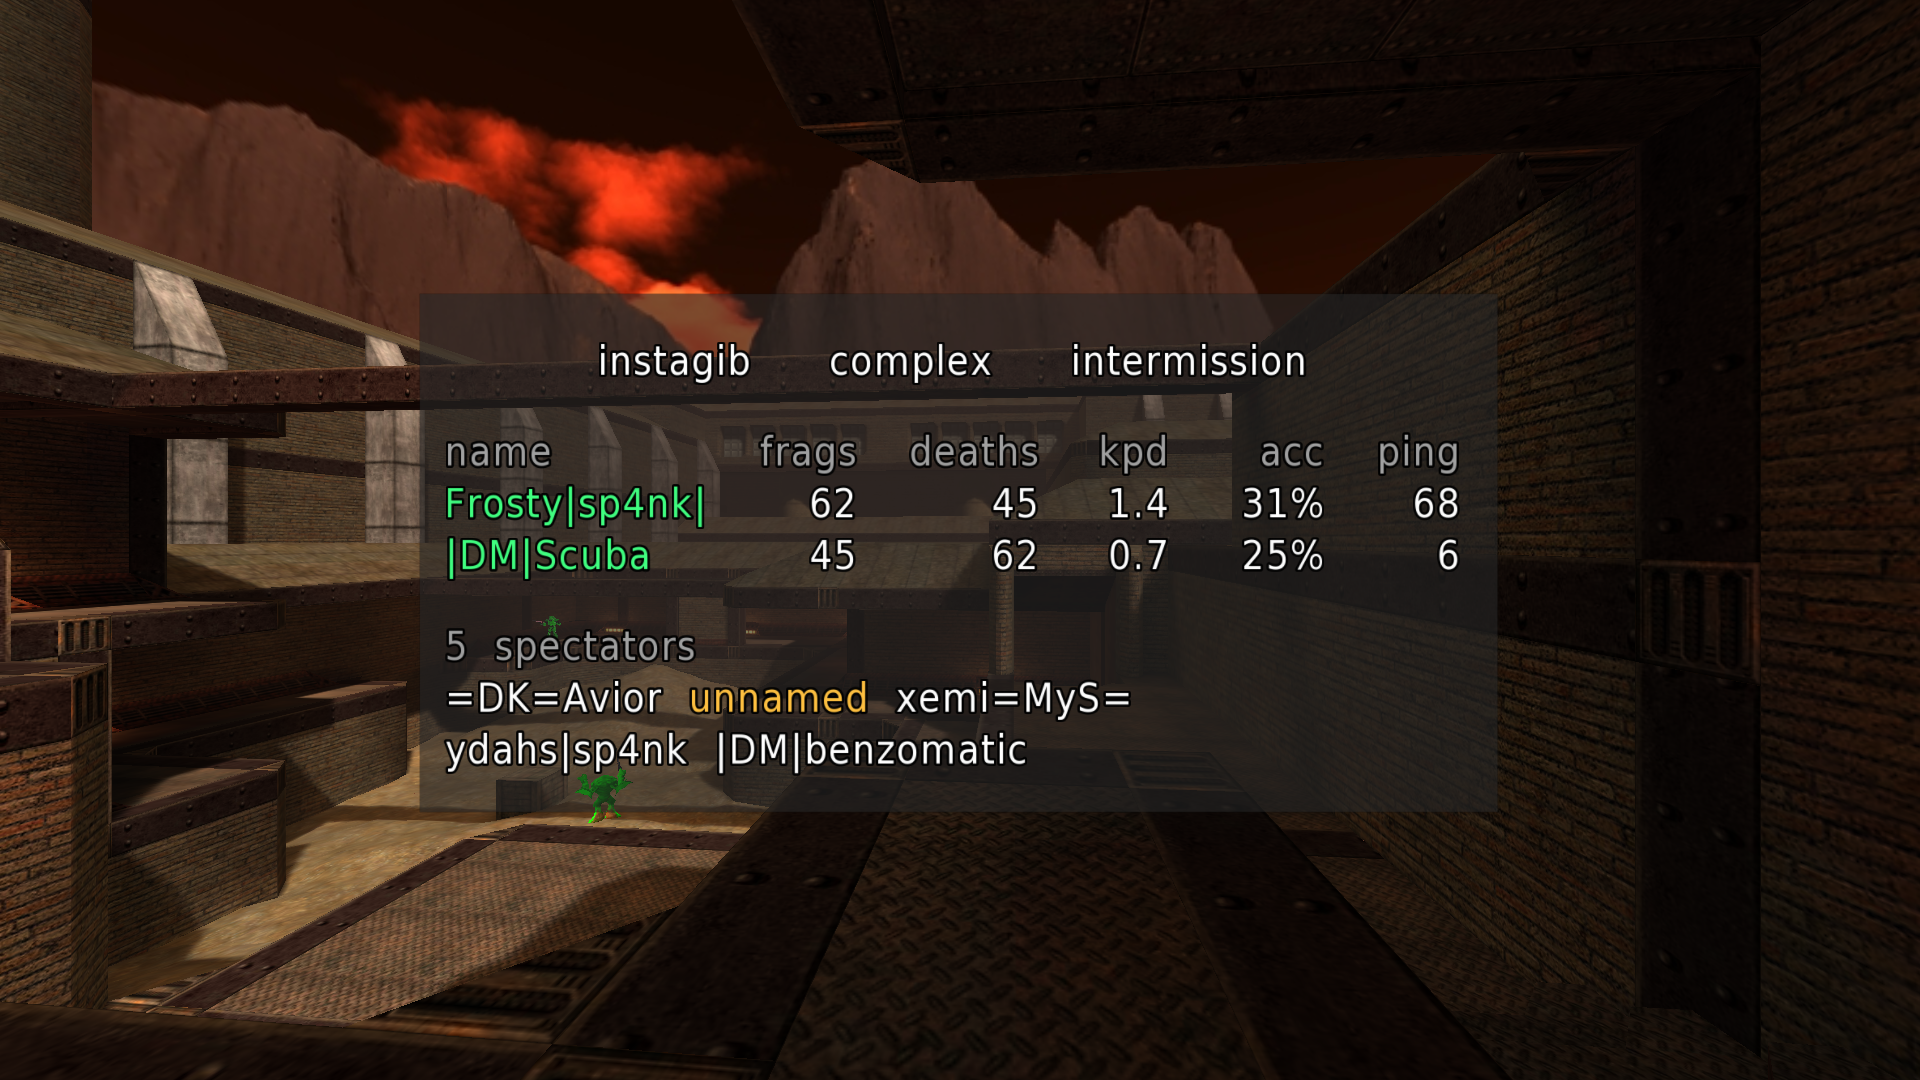 instagib complex intermission
name frags deaths kpd acc ping
Frosty|sp4nk| 62 45 1.4 31% 68
|DM|Scuba 45 62 0.7 25% 6
5 spectators
=DK=Avior unnamed xemi=MyS=
ydahs|sp4nk |DM|benzomatic